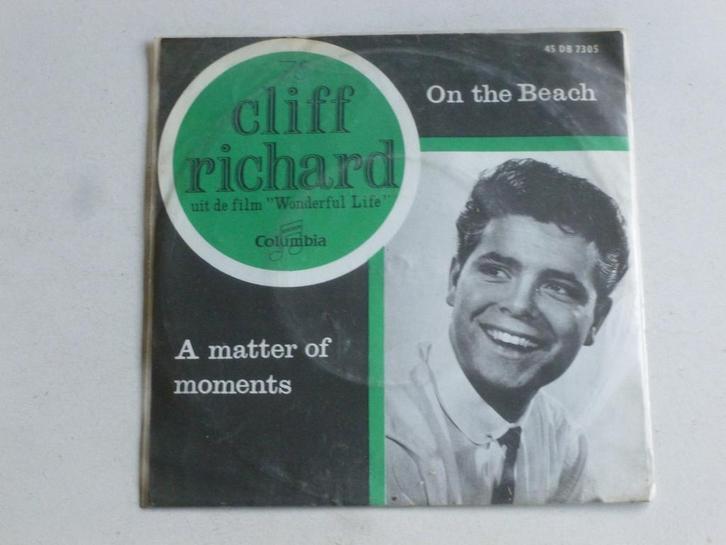 45 DB 7305
On the Beach
cliff
richard
uit de film "Wonderful Life"
Columbia
A matter of
moments